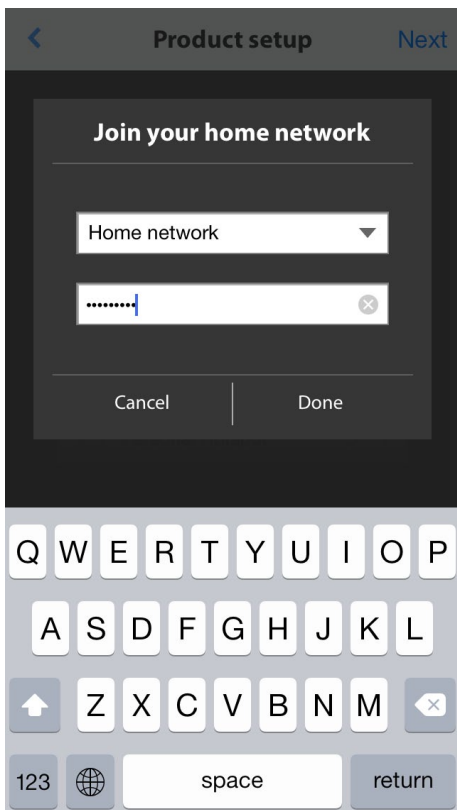 Product setup Next
Join your home network
Home network
•••••••••
Cancel Done
Q W E R T Y U I O P
A S D F G H J K L
Z X C V B N M
123 space return